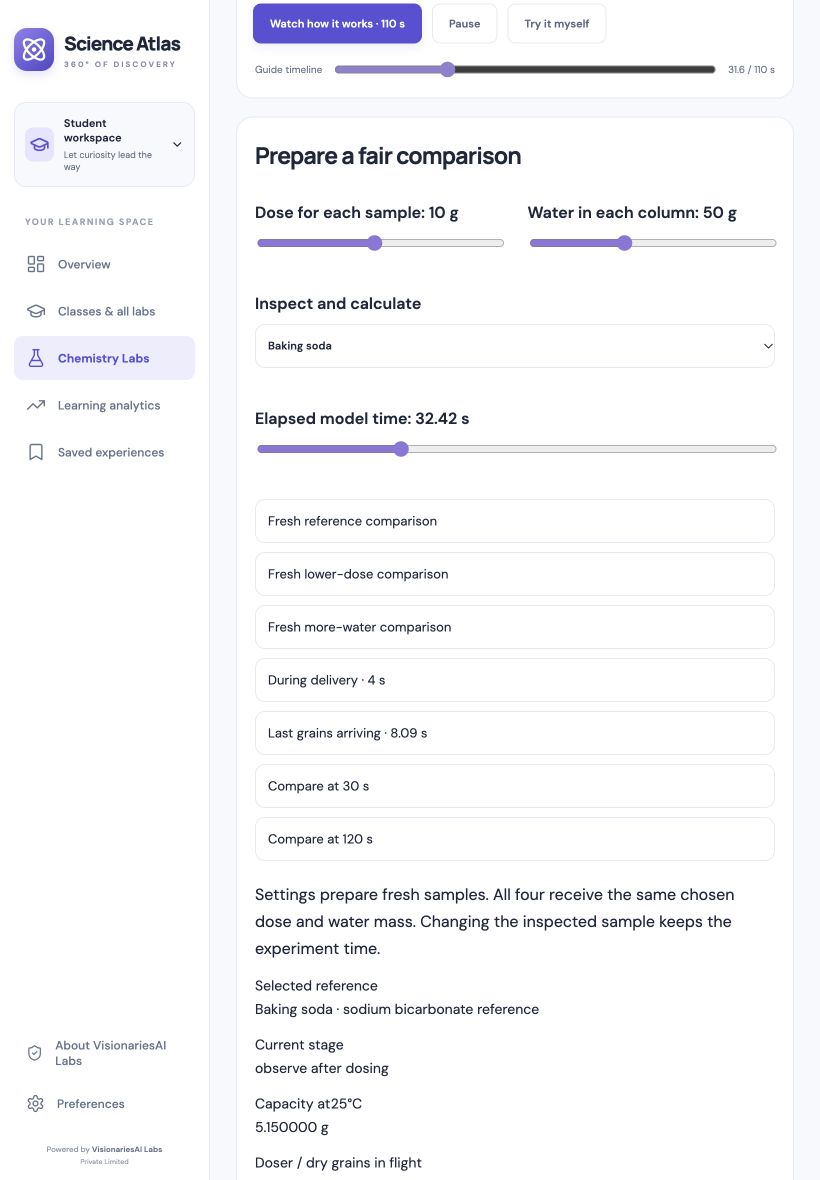 Science Atlas
360° OF DISCOVERY
Student
workspace
Let curiosity lead the
way
YOUR LEARNING SPACE
Overview
Classes & all labs
Chemistry Labs
Learning analytics
Saved experiences
About VisionariesAI
Labs
Preferences
Powered by VisionariesAI Labs
Private Limited
Watch how it works · 110 s
Pause
Try it myself
Guide timeline
31.6 / 110 s
Prepare a fair comparison
Dose for each sample: 10 g
Water in each column: 50 g
Inspect and calculate
Baking soda
Elapsed model time: 32.42 s
Fresh reference comparison
Fresh lower-dose comparison
Fresh more-water comparison
During delivery · 4 s
Last grains arriving · 8.09 s
Compare at 30 s
Compare at 120 s
Settings prepare fresh samples. All four receive the same chosen
dose and water mass. Changing the inspected sample keeps the
experiment time.
Selected reference
Baking soda · sodium bicarbonate reference
Current stage
observe after dosing
Capacity at25°C
5.150000 g
Doser / dry grains in flight